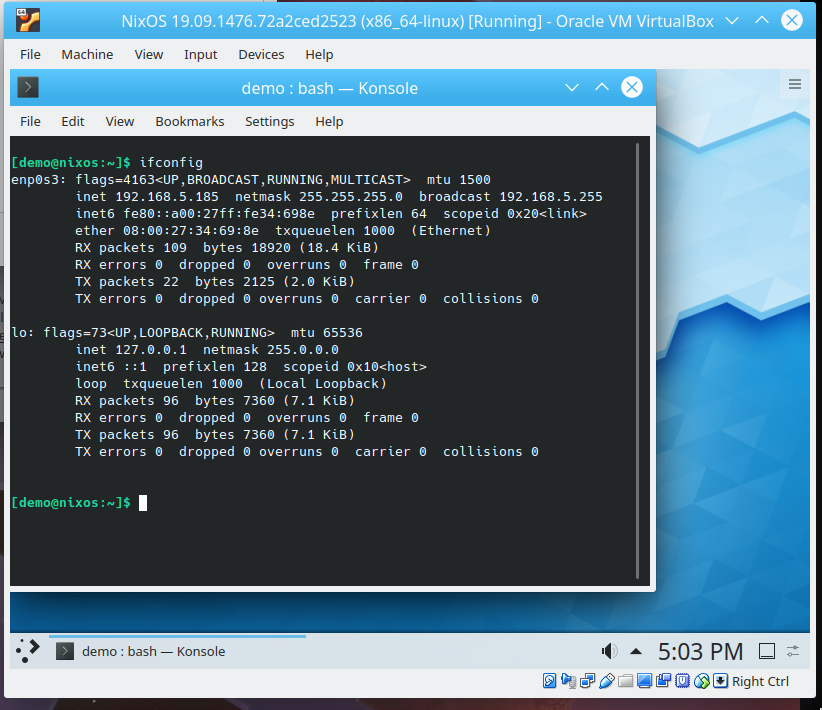 NixOS 19.09.1476.72a2ced2523 (x86_64-linux) [Running] - Oracle VM VirtualBox
File Machine View Input Devices Help
demo : bash — Konsole
File Edit View Bookmarks Settings Help
[demo@nixos:~]$ ifconfig
enp0s3: flags=4163<UP,BROADCAST,RUNNING,MULTICAST>  mtu 1500
        inet 192.168.5.185  netmask 255.255.255.0  broadcast 192.168.5.255
        inet6 fe80::a00:27ff:fe34:698e  prefixlen 64  scopeid 0x20<link>
        ether 08:00:27:34:69:8e  txqueuelen 1000  (Ethernet)
        RX packets 109  bytes 18920 (18.4 KiB)
        RX errors 0  dropped 0  overruns 0  frame 0
        TX packets 22  bytes 2125 (2.0 KiB)
        TX errors 0  dropped 0 overruns 0  carrier 0  collisions 0
lo: flags=73<UP,LOOPBACK,RUNNING>  mtu 65536
        inet 127.0.0.1  netmask 255.0.0.0
        inet6 ::1  prefixlen 128  scopeid 0x10<host>
        loop  txqueuelen 1000  (Local Loopback)
        RX packets 96  bytes 7360 (7.1 KiB)
        RX errors 0  dropped 0  overruns 0  frame 0
        TX packets 96  bytes 7360 (7.1 KiB)
        TX errors 0  dropped 0 overruns 0  carrier 0  collisions 0
[demo@nixos:~]$
demo : bash — Konsole
5:03 PM
Right Ctrl